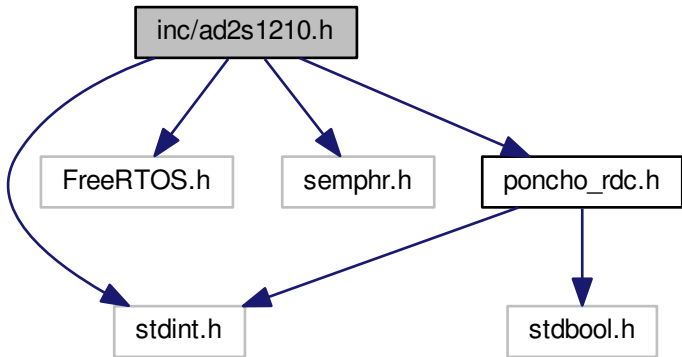 inc/ad2s1210.h
FreeRTOS.h
semphr.h
poncho_rdc.h
stdint.h
stdbool.h